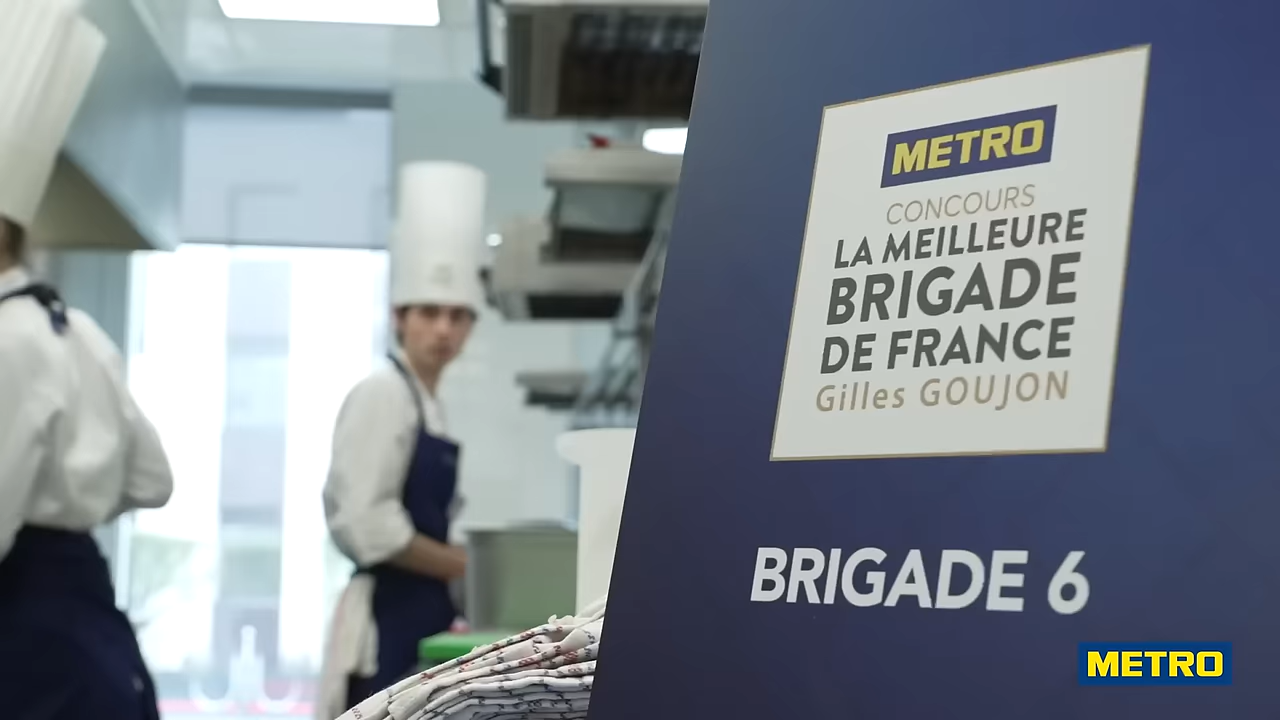 METRO
CONCOURS
LA MEILLEURE
BRIGADE
DE FRANCE
Gilles GOUJON
BRIGADE 6
METRO